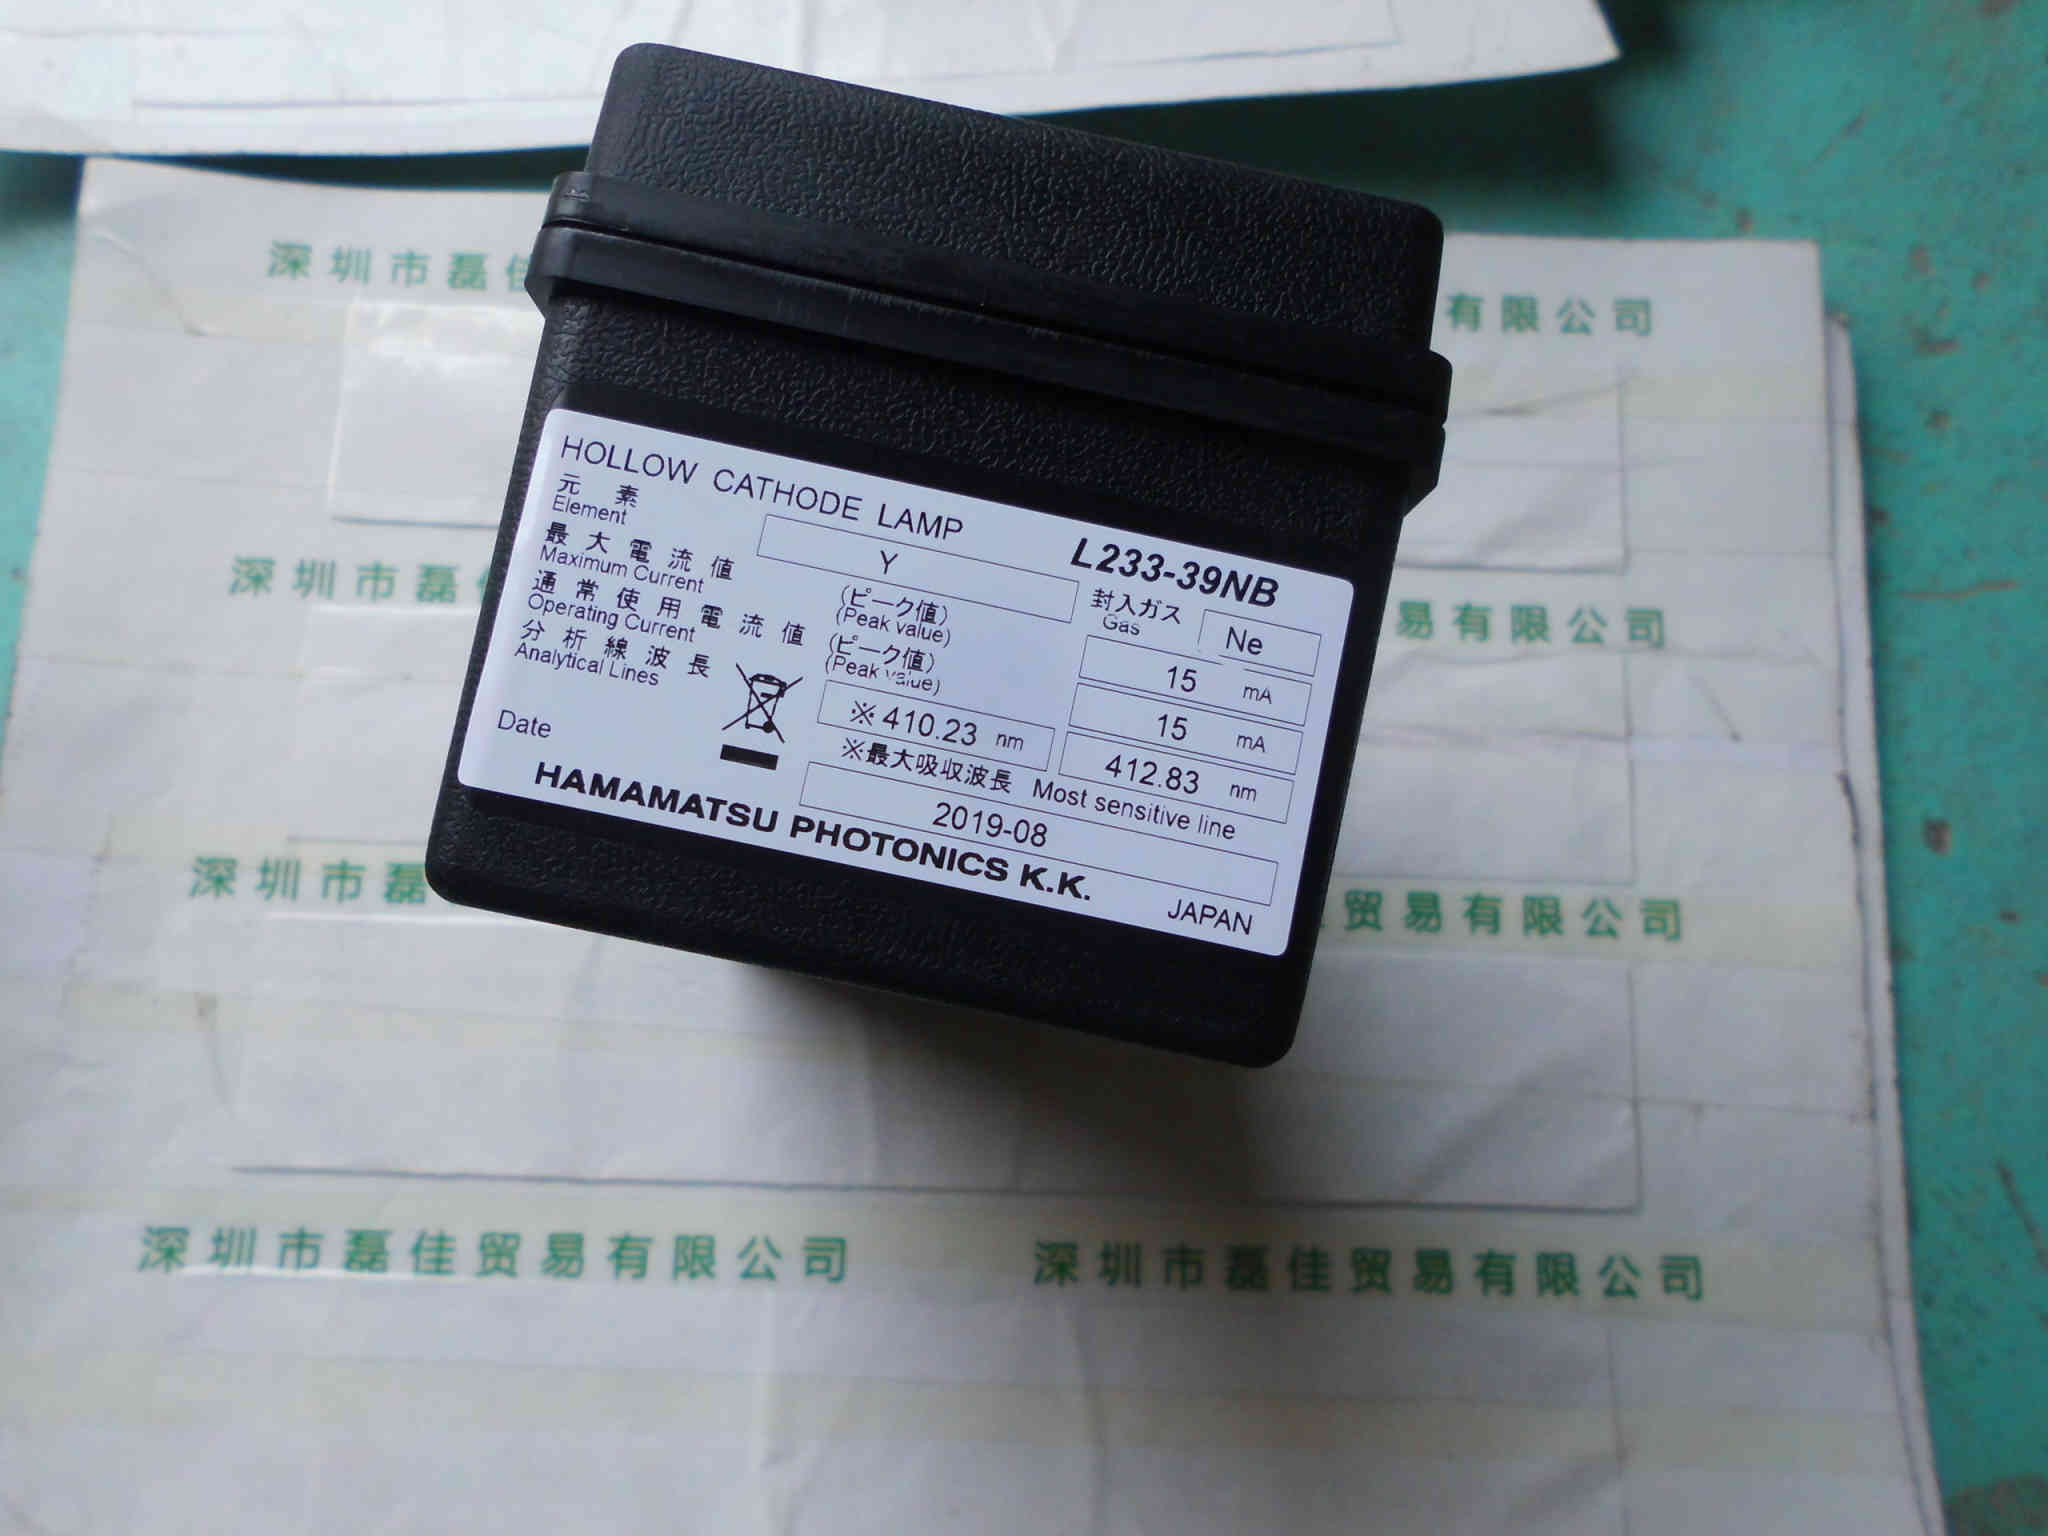 深圳市磊佳
有限公司
HOLLOW CATHODE LAMP
L233-39NB
元素
Element
Y
封入ガス
Gas
Ne
最大電流値
Maximum Current
(ピーク値)
(Peak value)
15 mA
通常使用電流値
Operating Current
(ピーク値)
(Peak value)
15 mA
分析線波長
Analytical Lines
※ 410.23 nm
412.83 nm
※最大吸収波長 Most sensitive line
Date
2019-08
HAMAMATSU PHOTONICS K.K.
JAPAN
深圳市磊
易有限公司
深圳市磊
贸易有限公司
深圳市磊佳贸易有限公司
深圳市磊佳贸易有限公司